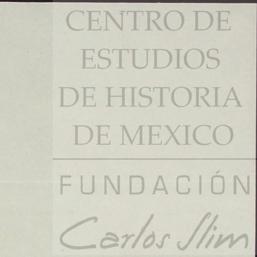 CENTRO DE
ESTUDIOS
DE HISTORIA
DE MEXICO
FUNDACIÓN
Carlos Slim